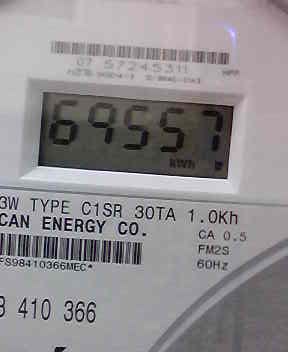 07 57245311
69557
kWh
3W TYPE C1SR 30TA 1.0Kh
CAN ENERGY CO.
CA 0.5
FM2S
60Hz
FS98410366MEC*
8 410 366